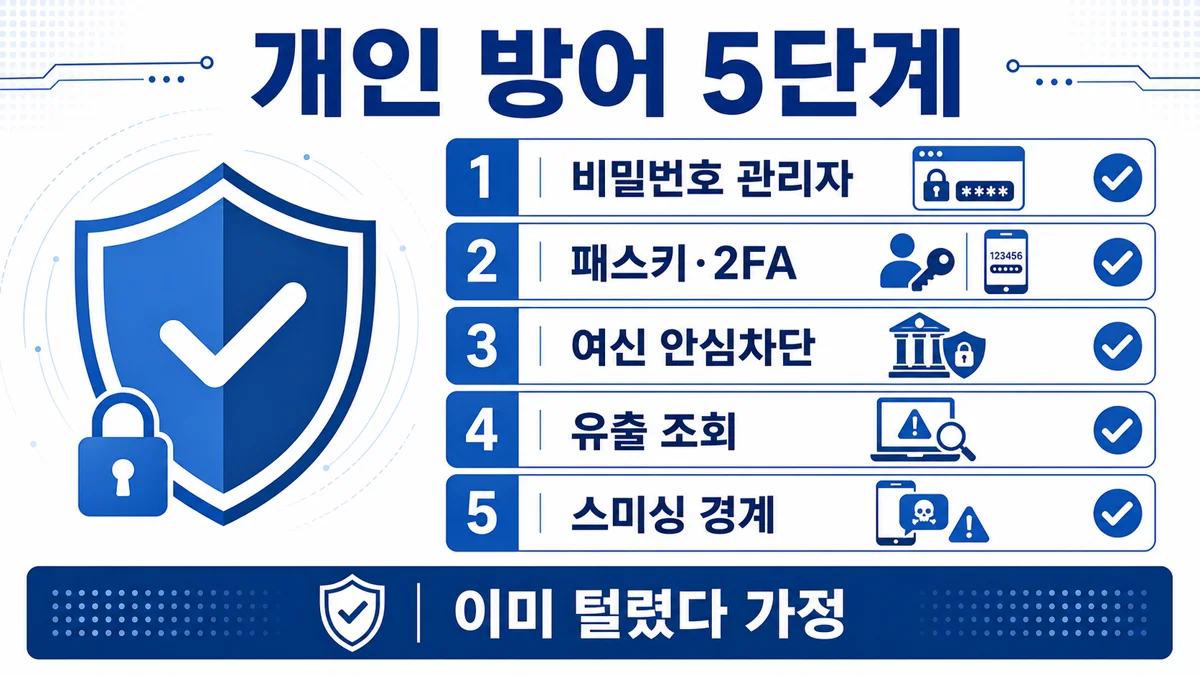 개인 방어 5단계
1 비밀번호 관리자 ****
2 패스키·2FA 123456
3 여신 안심차단
4 유출 조회
5 스미싱 경계
이미 털렸다 가정